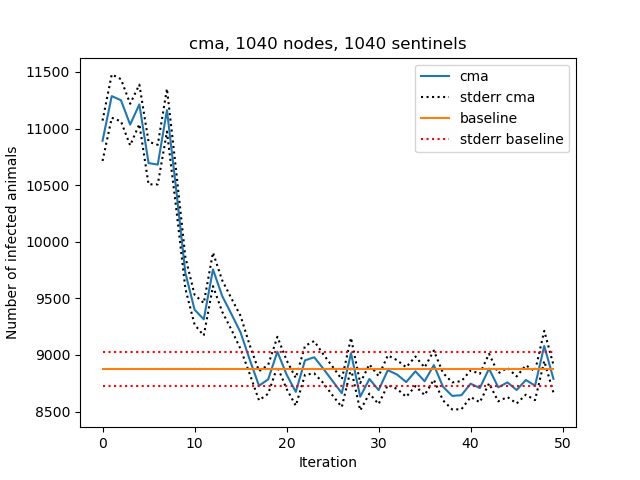 cma, 1040 nodes, 1040 sentinels
11500
11000
10500
10000
9500
9000
8500
Number of infected animals
cma
stderr cma
baseline
stderr baseline
0
10
20
30
40
50
Iteration